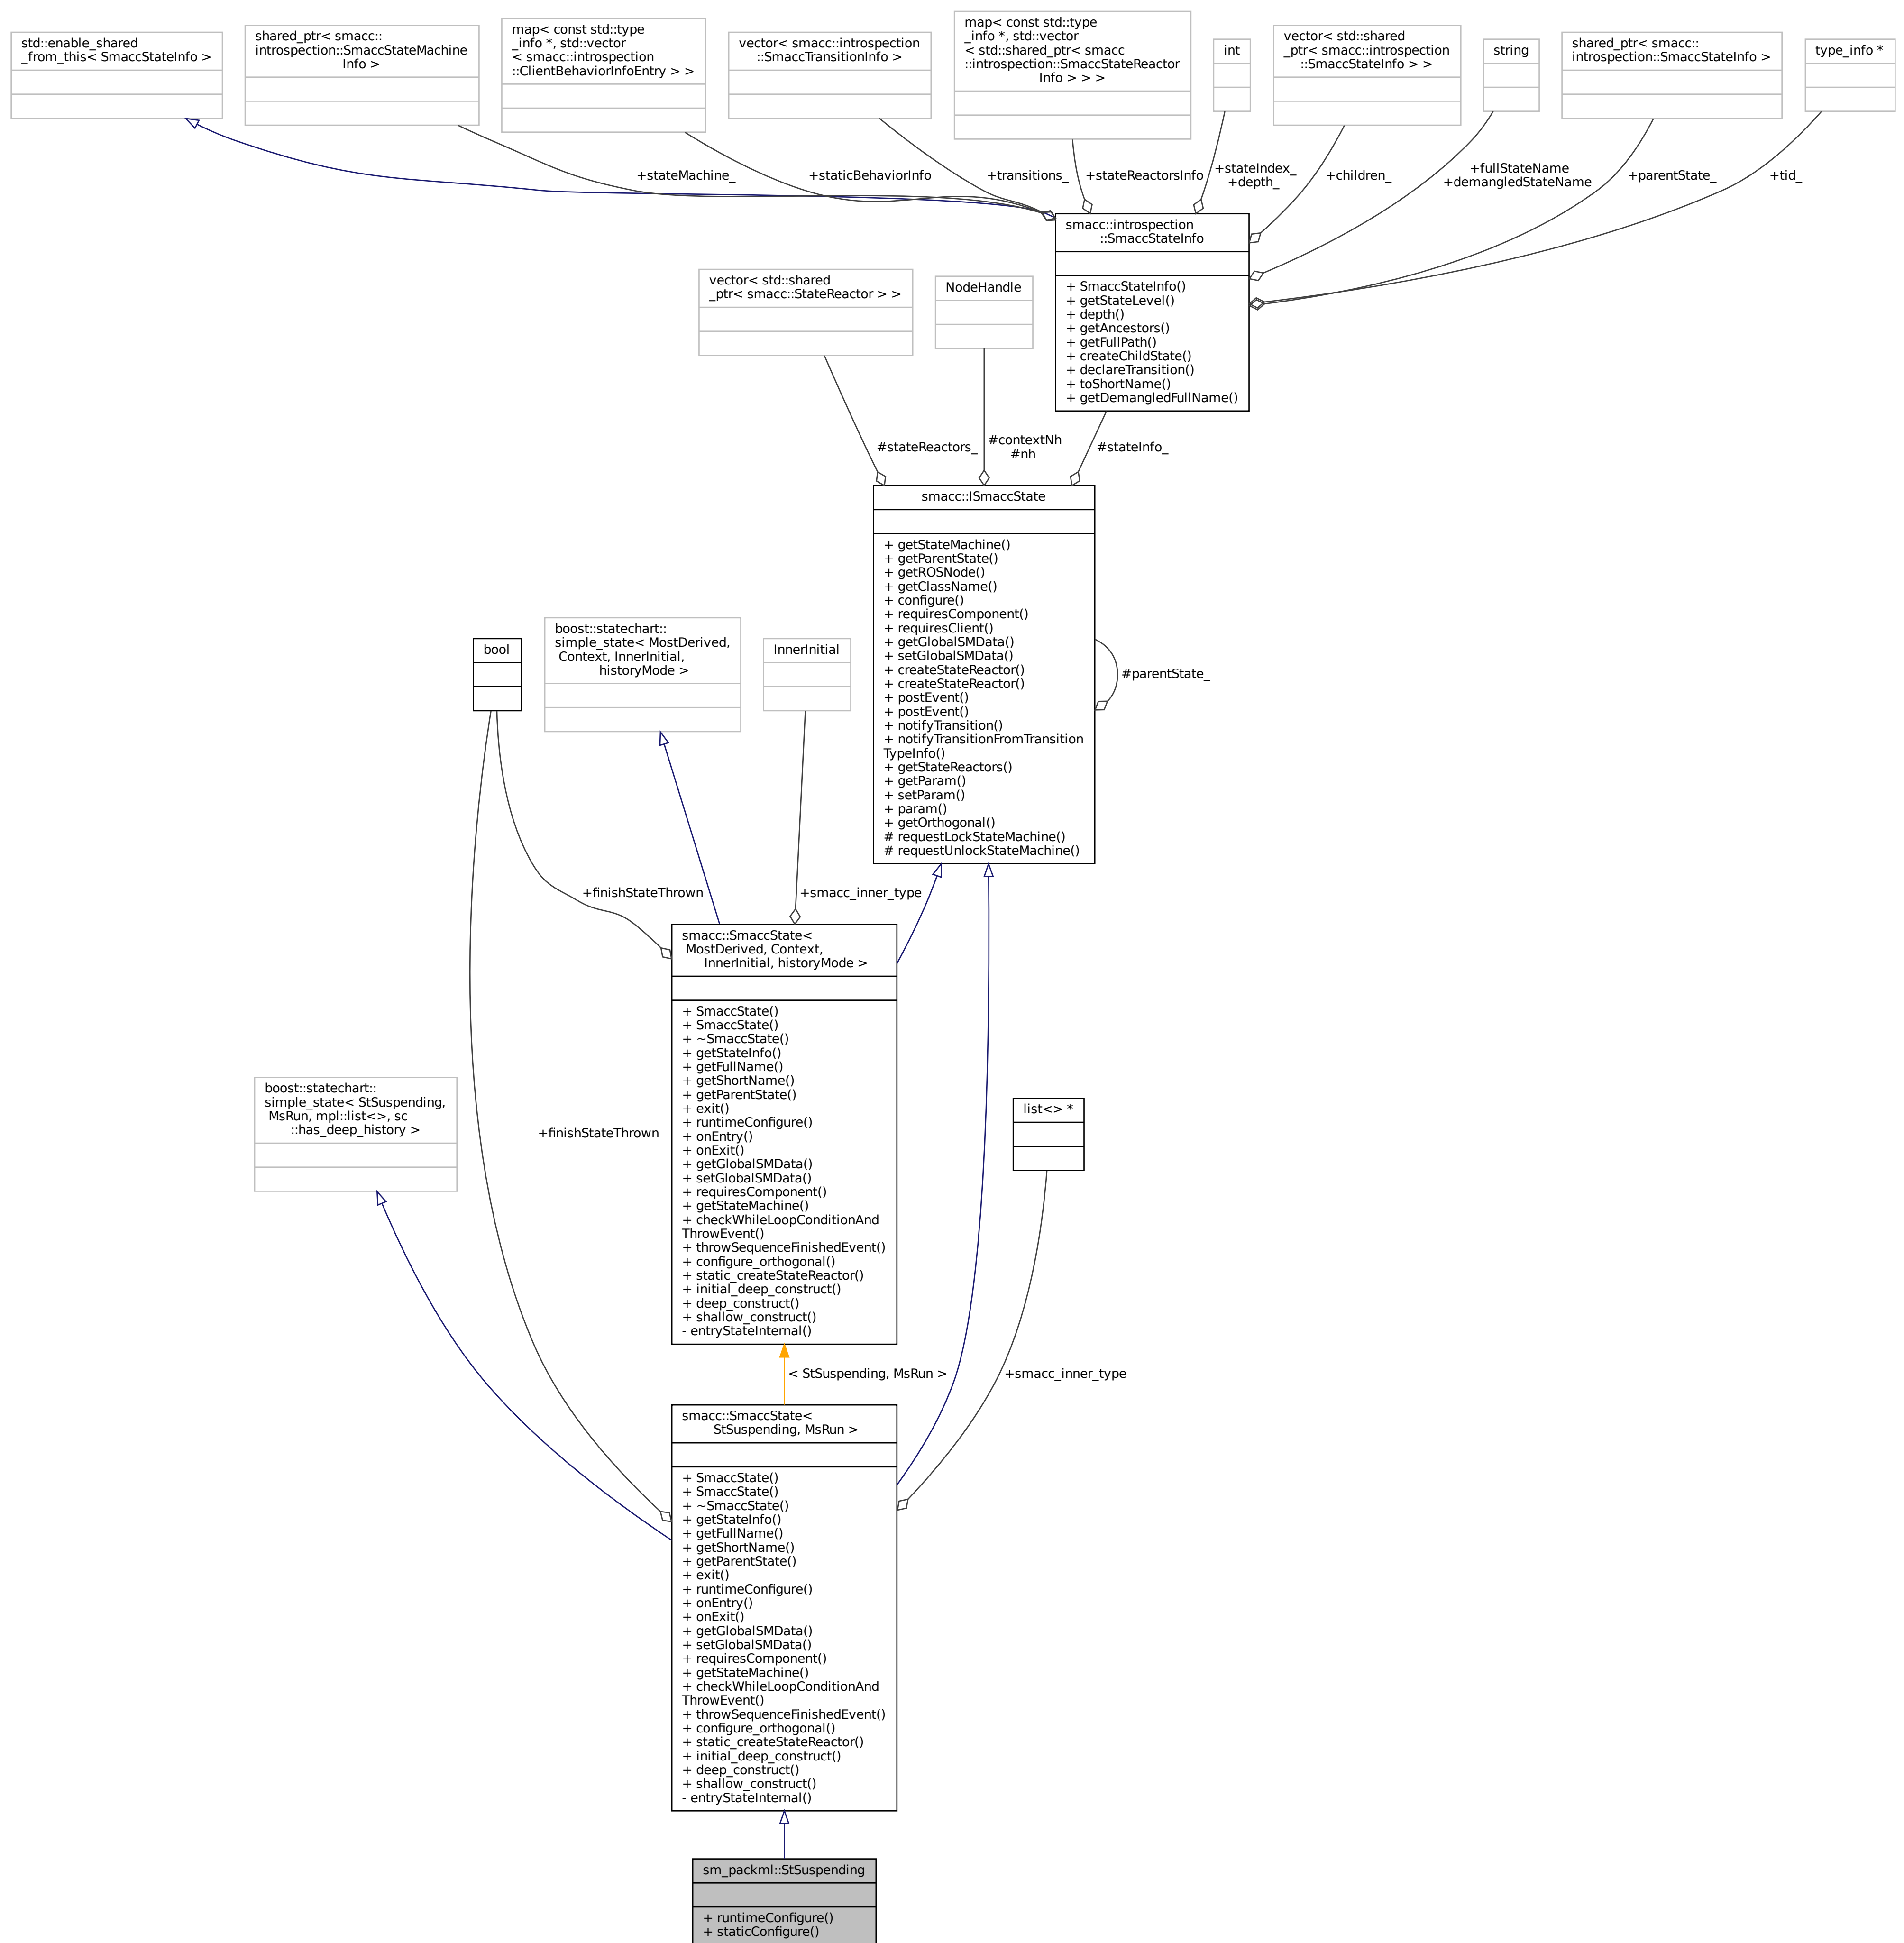 std::enable_shared
_from_this< SmaccStateInfo >
shared_ptr< smacc::
introspection::SmaccStateMachine
Info >
map< const std::type
_info *, std::vector
< smacc::introspection
::ClientBehaviorInfoEntry > >
vector< smacc::introspection
::SmaccTransitionInfo >
map< const std::type
_info *, std::vector
< std::shared_ptr< smacc
::introspection::SmaccStateReactor
Info > > >
int
vector< std::shared
_ptr< smacc::introspection
::SmaccStateInfo > >
string
shared_ptr< smacc::
introspection::SmaccStateInfo >
type_info *
+stateMachine_
+staticBehaviorInfo
+transitions_
+stateReactorsInfo
+stateIndex_
+depth_
+children_
+fullStateName
+demangledStateName
+parentState_
+tid_
smacc::introspection
::SmaccStateInfo
+ SmaccStateInfo()
+ getStateLevel()
+ depth()
+ getAncestors()
+ getFullPath()
+ createChildState()
+ declareTransition()
+ toShortName()
+ getDemangledFullName()
vector< std::shared
_ptr< smacc::StateReactor > >
NodeHandle
#stateReactors_
#contextNh
#nh
#stateInfo_
smacc::ISmaccState
+ getStateMachine()
+ getParentState()
+ getROSNode()
+ getClassName()
+ configure()
+ requiresComponent()
+ requiresClient()
+ getGlobalSMData()
+ setGlobalSMData()
+ createStateReactor()
+ createStateReactor()
+ postEvent()
+ postEvent()
+ notifyTransition()
+ notifyTransitionFromTransition
TypeInfo()
+ getStateReactors()
+ getParam()
+ setParam()
+ param()
+ getOrthogonal()
# requestLockStateMachine()
# requestUnlockStateMachine()
#parentState_
bool
boost::statechart::
simple_state< MostDerived,
Context, InnerInitial,
historyMode >
InnerInitial
+finishStateThrown
+smacc_inner_type
smacc::SmaccState<
MostDerived, Context,
InnerInitial, historyMode >
+ SmaccState()
+ SmaccState()
+ ~SmaccState()
+ getStateInfo()
+ getFullName()
+ getShortName()
+ getParentState()
+ exit()
+ runtimeConfigure()
+ onEntry()
+ onExit()
+ getGlobalSMData()
+ setGlobalSMData()
+ requiresComponent()
+ getStateMachine()
+ checkWhileLoopConditionAnd
ThrowEvent()
+ throwSequenceFinishedEvent()
+ configure_orthogonal()
+ static_createStateReactor()
+ initial_deep_construct()
+ deep_construct()
+ shallow_construct()
- entryStateInternal()
boost::statechart::
simple_state< StSuspending,
MsRun, mpl::list<>, sc
::has_deep_history >
+finishStateThrown
list<> *
< StSuspending, MsRun >
+smacc_inner_type
smacc::SmaccState<
StSuspending, MsRun >
+ SmaccState()
+ SmaccState()
+ ~SmaccState()
+ getStateInfo()
+ getFullName()
+ getShortName()
+ getParentState()
+ exit()
+ runtimeConfigure()
+ onEntry()
+ onExit()
+ getGlobalSMData()
+ setGlobalSMData()
+ requiresComponent()
+ getStateMachine()
+ checkWhileLoopConditionAnd
ThrowEvent()
+ throwSequenceFinishedEvent()
+ configure_orthogonal()
+ static_createStateReactor()
+ initial_deep_construct()
+ deep_construct()
+ shallow_construct()
- entryStateInternal()
sm_packml::StSuspending
+ runtimeConfigure()
+ staticConfigure()